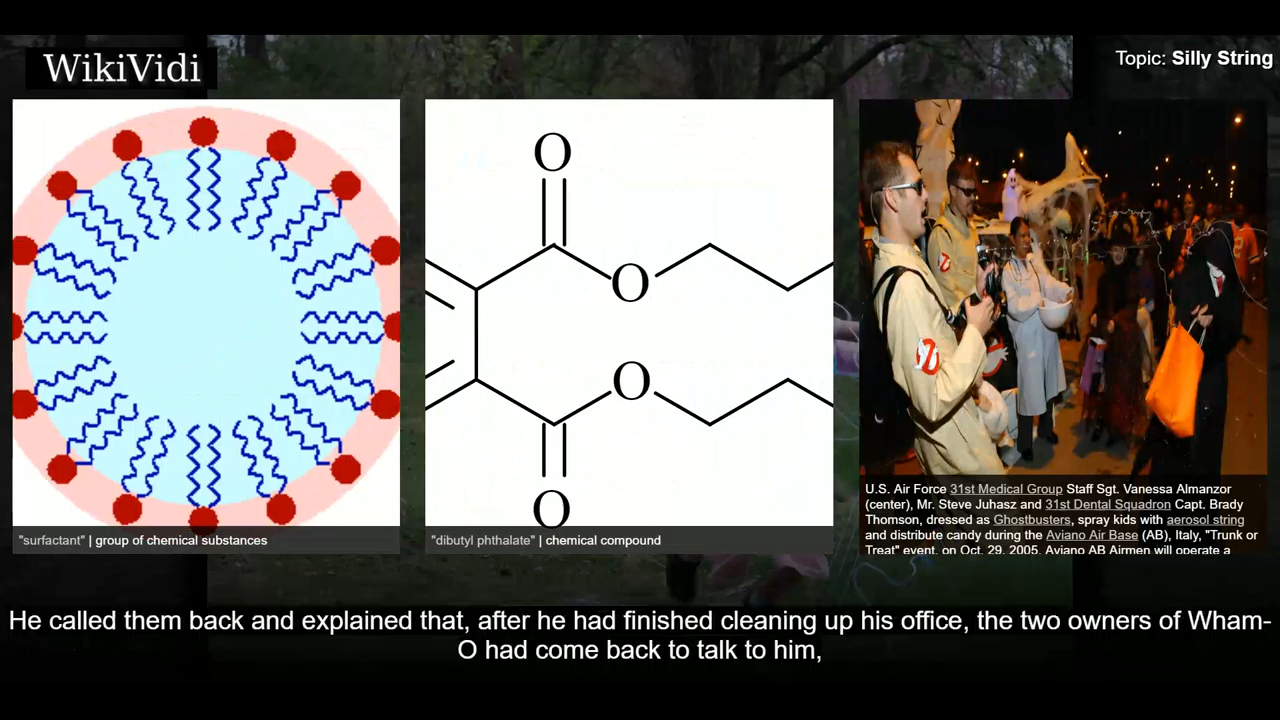 WikiVidi
Topic: Silly String
O
O
O
O
"surfactant" | group of chemical substances
"dibutyl phthalate" | chemical compound
U.S. Air Force 31st Medical Group Staff Sgt. Vanessa Almanzor
(center), Mr. Steve Juhasz and 31st Dental Squadron Capt. Brady
Thomson, dressed as Ghostbusters, spray kids with aerosol string
and distribute candy during the Aviano Air Base (AB), Italy, "Trunk or
Treat" event, on Oct. 29, 2005. Aviano AB Airmen will operate a
He called them back and explained that, after he had finished cleaning up his office, the two owners of Wham-
O had come back to talk to him,